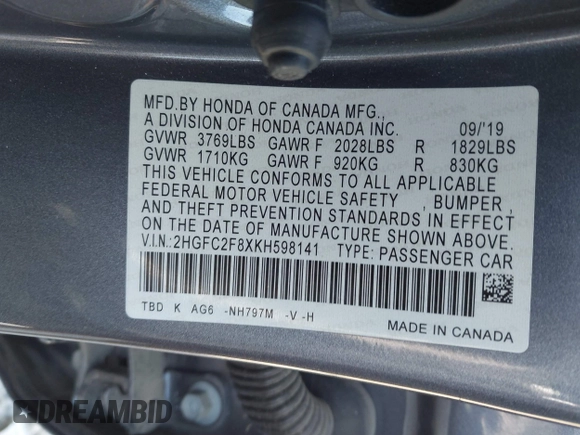 MFD.BY HONDA OF CANADA MFG.,
A DIVISION OF HONDA CANADA INC. 09/'19
GVWR 3769LBS GAWR F 2028LBS R 1829LBS
GVWR 1710KG GAWR F 920KG R 830KG
THIS VEHICLE CONFORMS TO ALL APPLICABLE
FEDERAL MOTOR VEHICLE SAFETY , BUMPER,
AND THEFT PREVENTION STANDARDS IN EFFECT
ON THE DATE OF MANUFACTURE SHOWN ABOVE.
V.I.N.:2HGFC2F8XKH598141 TYPE: PASSENGER CAR
TBD K AG6 -NH797M -V -H
MADE IN CANADA
DREAMBID